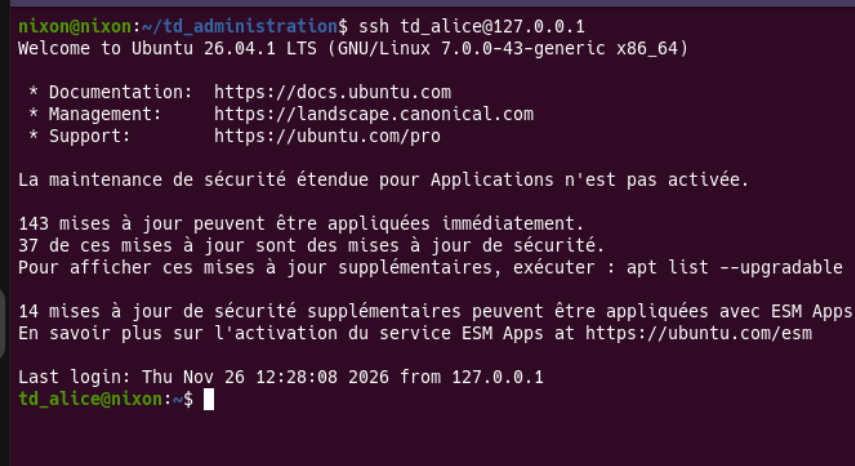 nixon@nixon:~/td_administration$ ssh td_alice@127.0.0.1
Welcome to Ubuntu 26.04.1 LTS (GNU/Linux 7.0.0-43-generic x86_64)
* Documentation:  https://docs.ubuntu.com
* Management:     https://landscape.canonical.com
* Support:        https://ubuntu.com/pro
La maintenance de sécurité étendue pour Applications n'est pas activée.
143 mises à jour peuvent être appliquées immédiatement.
37 de ces mises à jour sont des mises à jour de sécurité.
Pour afficher ces mises à jour supplémentaires, exécuter : apt list --upgradable
14 mises à jour de sécurité supplémentaires peuvent être appliquées avec ESM Apps
En savoir plus sur l'activation du service ESM Apps at https://ubuntu.com/esm
Last login: Thu Nov 26 12:28:08 2026 from 127.0.0.1
td_alice@nixon:~$